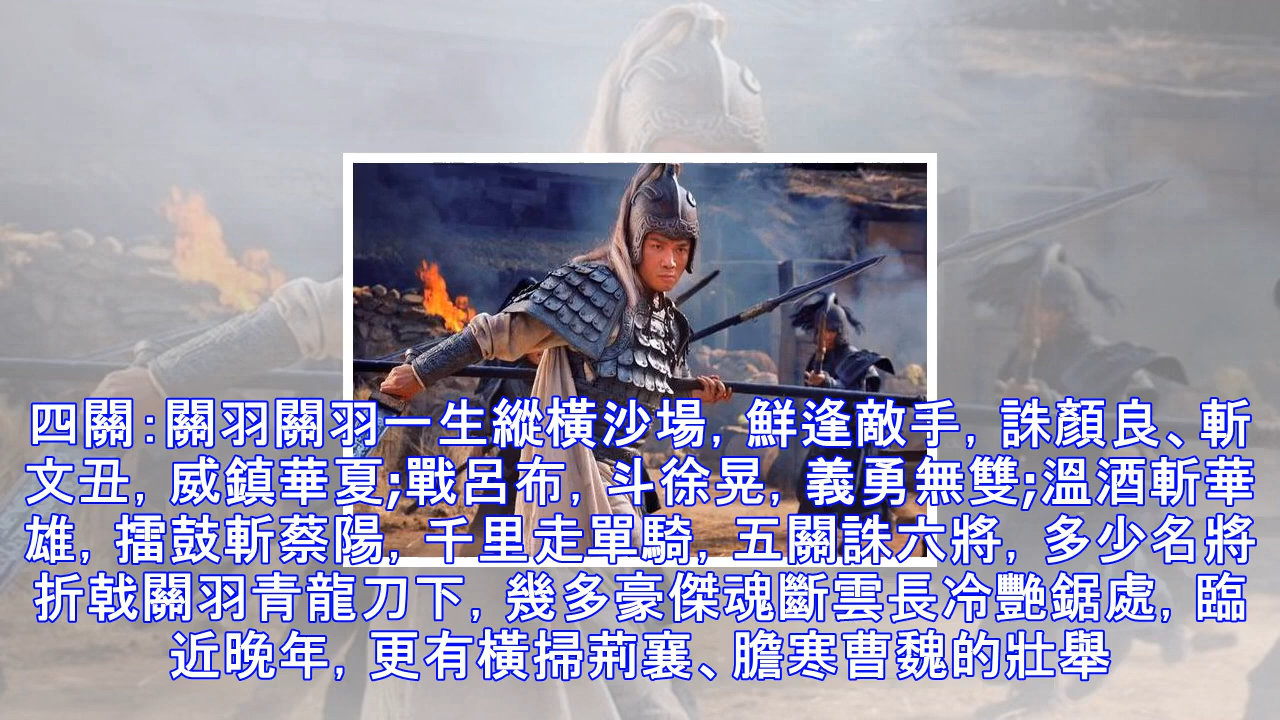 四關:關羽關羽一生縱橫沙場, 鮮逢敵手, 誅顏良、斬
文丑, 威鎮華夏;戰呂布, 斗徐晃, 義勇無雙;溫酒斬華
雄, 擂鼓斬蔡陽, 千里走單騎, 五關誅六將, 多少名將
折戟關羽青龍刀下, 幾多豪傑魂斷雲長冷艷鋸處, 臨
近晚年, 更有橫掃荊襄、膽寒曹魏的壯舉